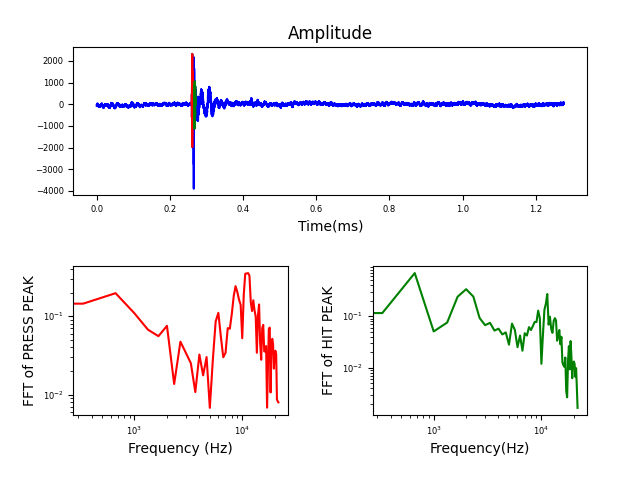 Amplitude
2000
1000
0
−1000
−2000
−3000
−4000
0.0 0.2 0.4 0.6 0.8 1.0 1.2
Time(ms)
FFT of PRESS PEAK
10⁻¹
10⁻²
10³ 10⁴
Frequency (Hz)
FFT of HIT PEAK
10⁻¹
10⁻²
10³ 10⁴
Frequency(Hz)